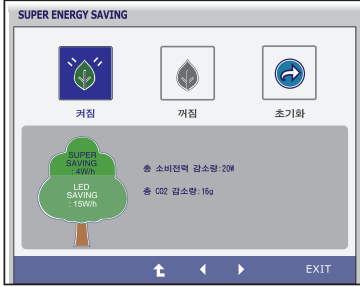 SUPER ENERGY SAVING
켜짐
꺼짐
초기화
SUPER
SAVING
: 4W/h
LED
SAVING
: 15W/h
총 소비전력 감소량:20W
총 CO2 감소량:16g
EXIT